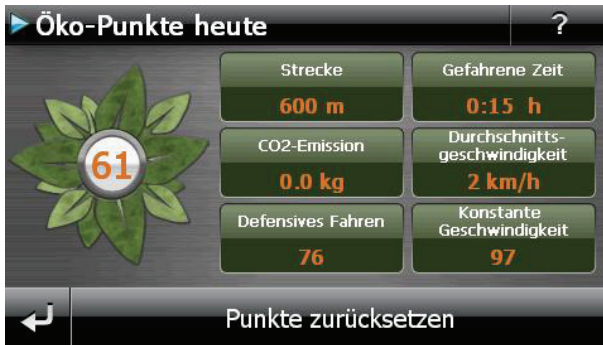 Öko-Punkte heute
?
61
Strecke
600 m
Gefahrene Zeit
0:15 h
CO2-Emission
0.0 kg
Durchschnitts-
geschwindigkeit
2 km/h
Defensives Fahren
76
Konstante
Geschwindigkeit
97
Punkte zurücksetzen